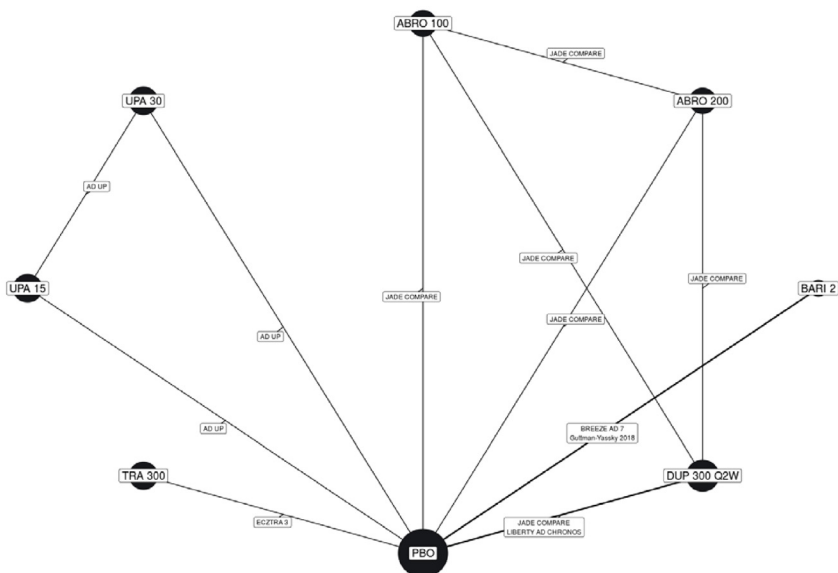 ABRO 100
JADE COMPARE
UPA 30
ABRO 200
AD UP
JADE COMPARE
JADE COMPARE
UPA 15
JADE COMPARE
BARI 2
JADE COMPARE
AD UP
AD UP
BREEZE AD 7
Guttman-Yassky 2018
TRA 300
DUP 300 Q2W
ECZTRA 3
JADE COMPARE
LIBERTY AD CHRONOS
PBO